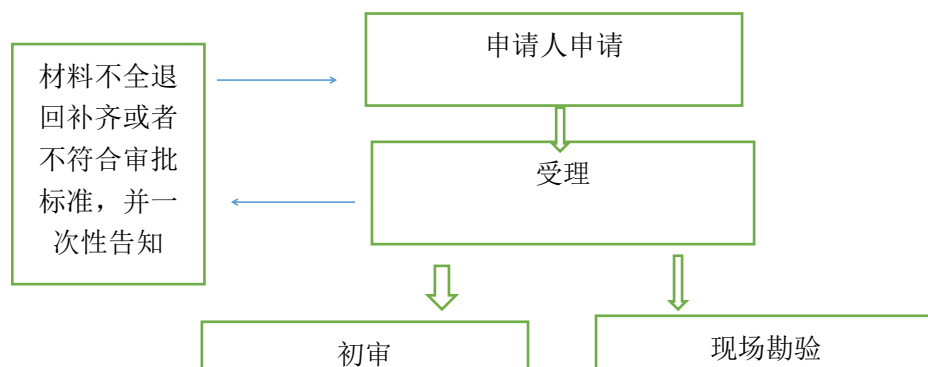 申请人申请
材料不全退
回补齐或者
不符合审批
标准，并一
次性告知
受理
初审
现场勘验